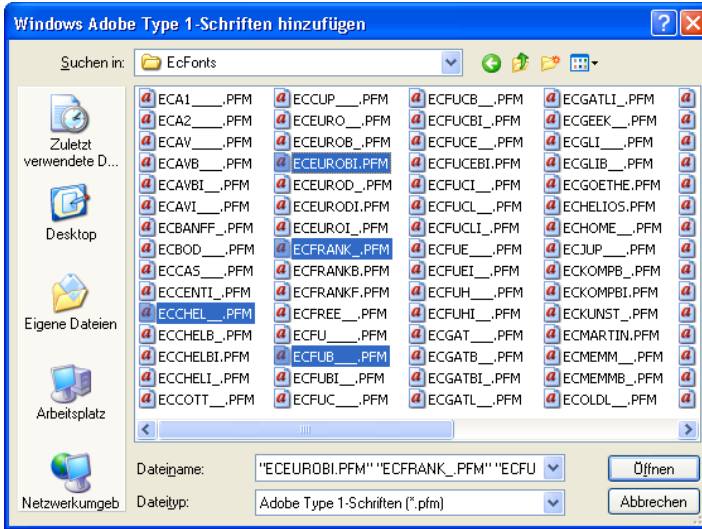 Windows Adobe Type 1-Schriften hinzufügen
Suchen in: EcFonts
Zuletzt
verwendete D...
Desktop
Eigene Dateien
Arbeitsplatz
Netzwerkumgeb
ECA1____.PFM ECCUP___.PFM ECFUCB__.PFM ECGATLI_.PFM
ECA2____.PFM ECEURO__.PFM ECFUCBI_.PFM ECGEEK__.PFM
ECAV____.PFM ECEUROB_.PFM ECFUCE__.PFM ECGLI___.PFM
ECAVB___.PFM ECEUROBI.PFM ECFUCEBI.PFM ECGLIB__.PFM
ECAVBI__.PFM ECEUROD_.PFM ECFUCI__.PFM ECGOETHE.PFM
ECAVI___.PFM ECEURODI.PFM ECFUCL__.PFM ECHELIOS.PFM
ECBANFF_.PFM ECEUROI_.PFM ECFUCLI_.PFM ECHOME__.PFM
ECBOD___.PFM ECFRANK_.PFM ECFUE___.PFM ECJUP___.PFM
ECCAS___.PFM ECFRANKB.PFM ECFUEI__.PFM ECKOMPB_.PFM
ECCENTI_.PFM ECFRANKF.PFM ECFUH___.PFM ECKOMPBI.PFM
ECCHEL__.PFM ECFREE__.PFM ECFUHI__.PFM ECKUNST_.PFM
ECCHELB_.PFM ECFU____.PFM ECGAT___.PFM ECMARTIN.PFM
ECCHELBI.PFM ECFUB___.PFM ECGATB__.PFM ECMEMM__.PFM
ECCHELI_.PFM ECFUBI__.PFM ECGATBI_.PFM ECMEMMB_.PFM
ECCOTT__.PFM ECFUC___.PFM ECGATL__.PFM ECOLDL__.PFM
Dateiname: "ECEUROBI.PFM" "ECFRANK_.PFM" "ECFU Öffnen
Dateityp: Adobe Type 1-Schriften (*.pfm) Abbrechen